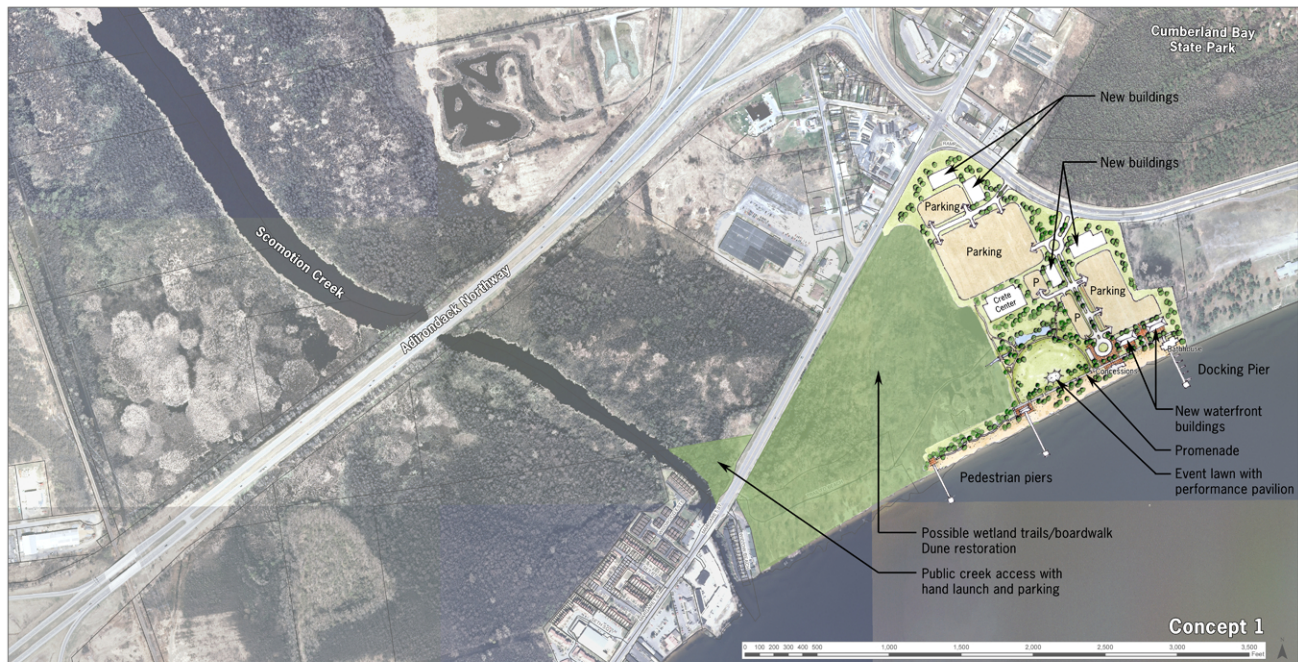 Cumberland Bay
State Park
New buildings
New buildings
Parking
Parking
P
Parking
Crete
Center
P
Scomotion Creek
Adirondack Northway
Bathhouse
Concessions
Docking Pier
New waterfront
buildings
Promenade
Event lawn with
performance pavilion
Pedestrian piers
Possible wetland trails/boardwalk
Dune restoration
Public creek access with
hand launch and parking
Concept 1
0 100 200 300 400 500 1,000 1,500 2,000 2,500 3,000 3,500
Feet